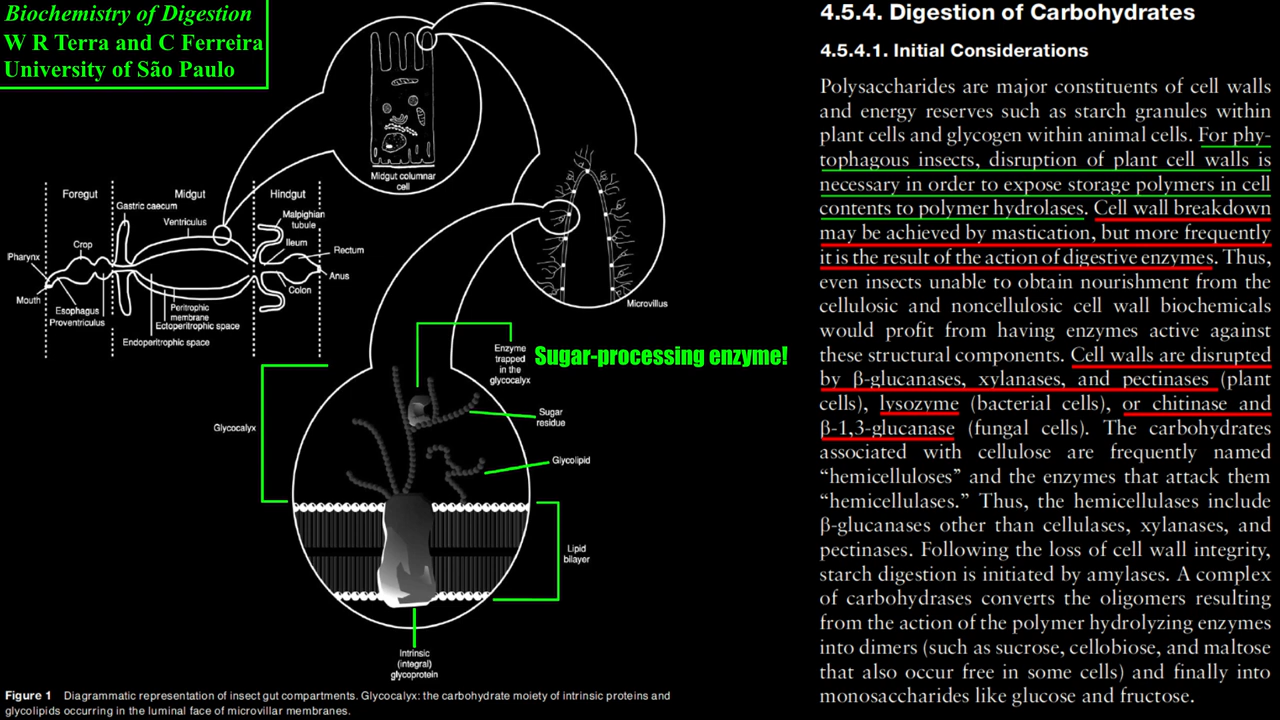 Biochemistry of Digestion
W R Terra and C Ferreira
University of São Paulo
Midgut columnar
cell
Foregut
Midgut
Hindgut
Gastric caecum
Ventriculus
Malpighian
tubule
Crop
Ileum
Rectum
Pharynx
Anus
Mouth
Colon
Esophagus
Proventriculus
Peritrophic
membrane
Ectoperitrophic space
Endoperitrophic space
Microvillus
Enzyme
trapped
in the
glycocalyx
Sugar-processing enzyme!
Glycocalyx
Sugar
residue
Glycolipid
Lipid
bilayer
Intrinsic
(integral)
glycoprotein
Figure 1 Diagrammatic representation of insect gut compartments. Glycocalyx: the carbohydrate moiety of intrinsic proteins and
glycolipids occurring in the luminal face of microvillar membranes.
4.5.4. Digestion of Carbohydrates
4.5.4.1. Initial Considerations
Polysaccharides are major constituents of cell walls
and energy reserves such as starch granules within
plant cells and glycogen within animal cells. For phy-
tophagous insects, disruption of plant cell walls is
necessary in order to expose storage polymers in cell
contents to polymer hydrolases. Cell wall breakdown
may be achieved by mastication, but more frequently
it is the result of the action of digestive enzymes. Thus,
even insects unable to obtain nourishment from the
cellulosic and noncellulosic cell wall biochemicals
would profit from having enzymes active against
these structural components. Cell walls are disrupted
by β-glucanases, xylanases, and pectinases (plant
cells), lysozyme (bacterial cells), or chitinase and
β-1,3-glucanase (fungal cells). The carbohydrates
associated with cellulose are frequently named
“hemicelluloses” and the enzymes that attack them
“hemicellulases.” Thus, the hemicellulases include
β-glucanases other than cellulases, xylanases, and
pectinases. Following the loss of cell wall integrity,
starch digestion is initiated by amylases. A complex
of carbohydrases converts the oligomers resulting
from the action of the polymer hydrolyzing enzymes
into dimers (such as sucrose, cellobiose, and maltose
that also occur free in some cells) and finally into
monosaccharides like glucose and fructose.